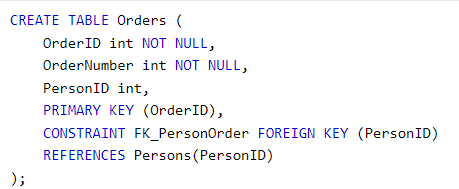 CREATE TABLE Orders (
    OrderID int NOT NULL,
    OrderNumber int NOT NULL,
    PersonID int,
    PRIMARY KEY (OrderID),
    CONSTRAINT FK_PersonOrder FOREIGN KEY (PersonID)
    REFERENCES Persons(PersonID)
);